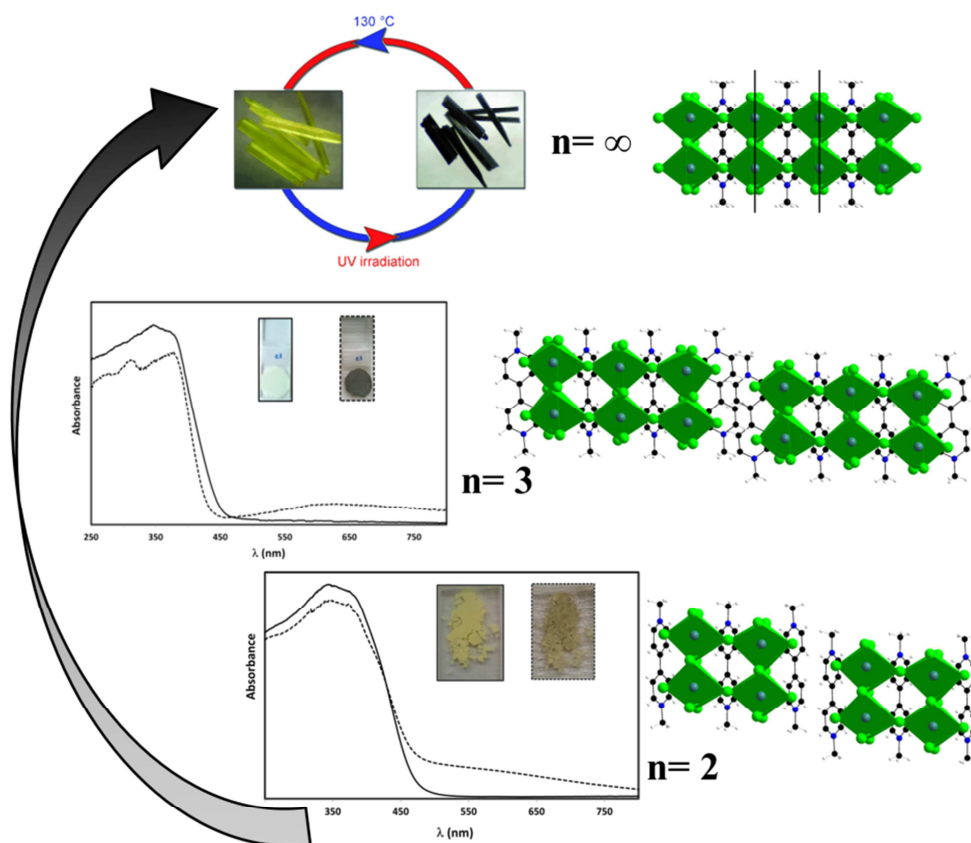 130 °C
UV irradiation
n= ∞
Absorbance
250 350 450 550 650 750
λ (nm)
n= 3
Absorbance
350 450 550 650 750
λ (nm)
n= 2